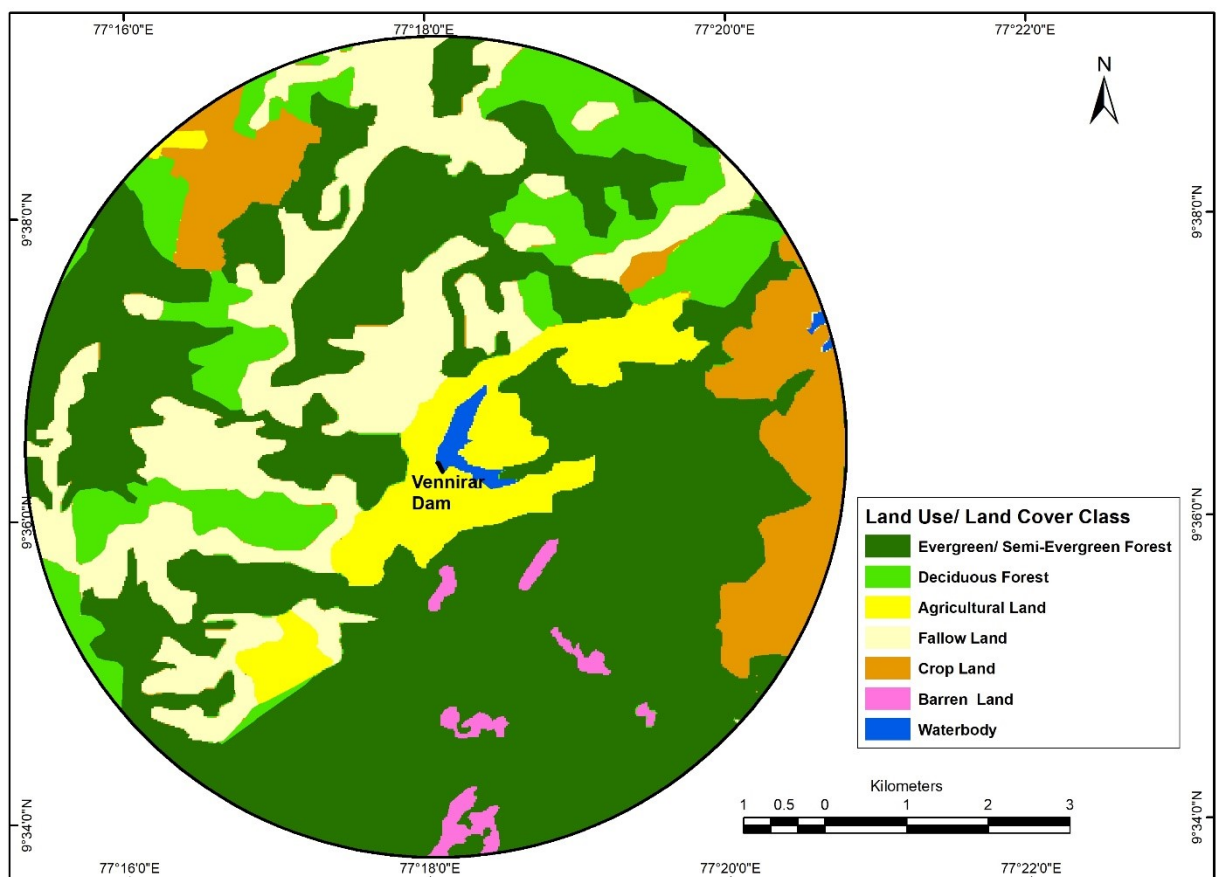 77°16'0"E 77°18'0"E 77°20'0"E 77°22'0"E
N
9°38'0"N 9°38'0"N
Vennirar
Dam
9°36'0"N 9°36'0"N
Land Use/ Land Cover Class
Evergreen/ Semi-Evergreen Forest
Deciduous Forest
Agricultural Land
Fallow Land
Crop Land
Barren Land
Waterbody
Kilometers
1 0.5 0 1 2 3
9°34'0"N 9°34'0"N
77°16'0"E 77°18'0"E 77°20'0"E 77°22'0"E